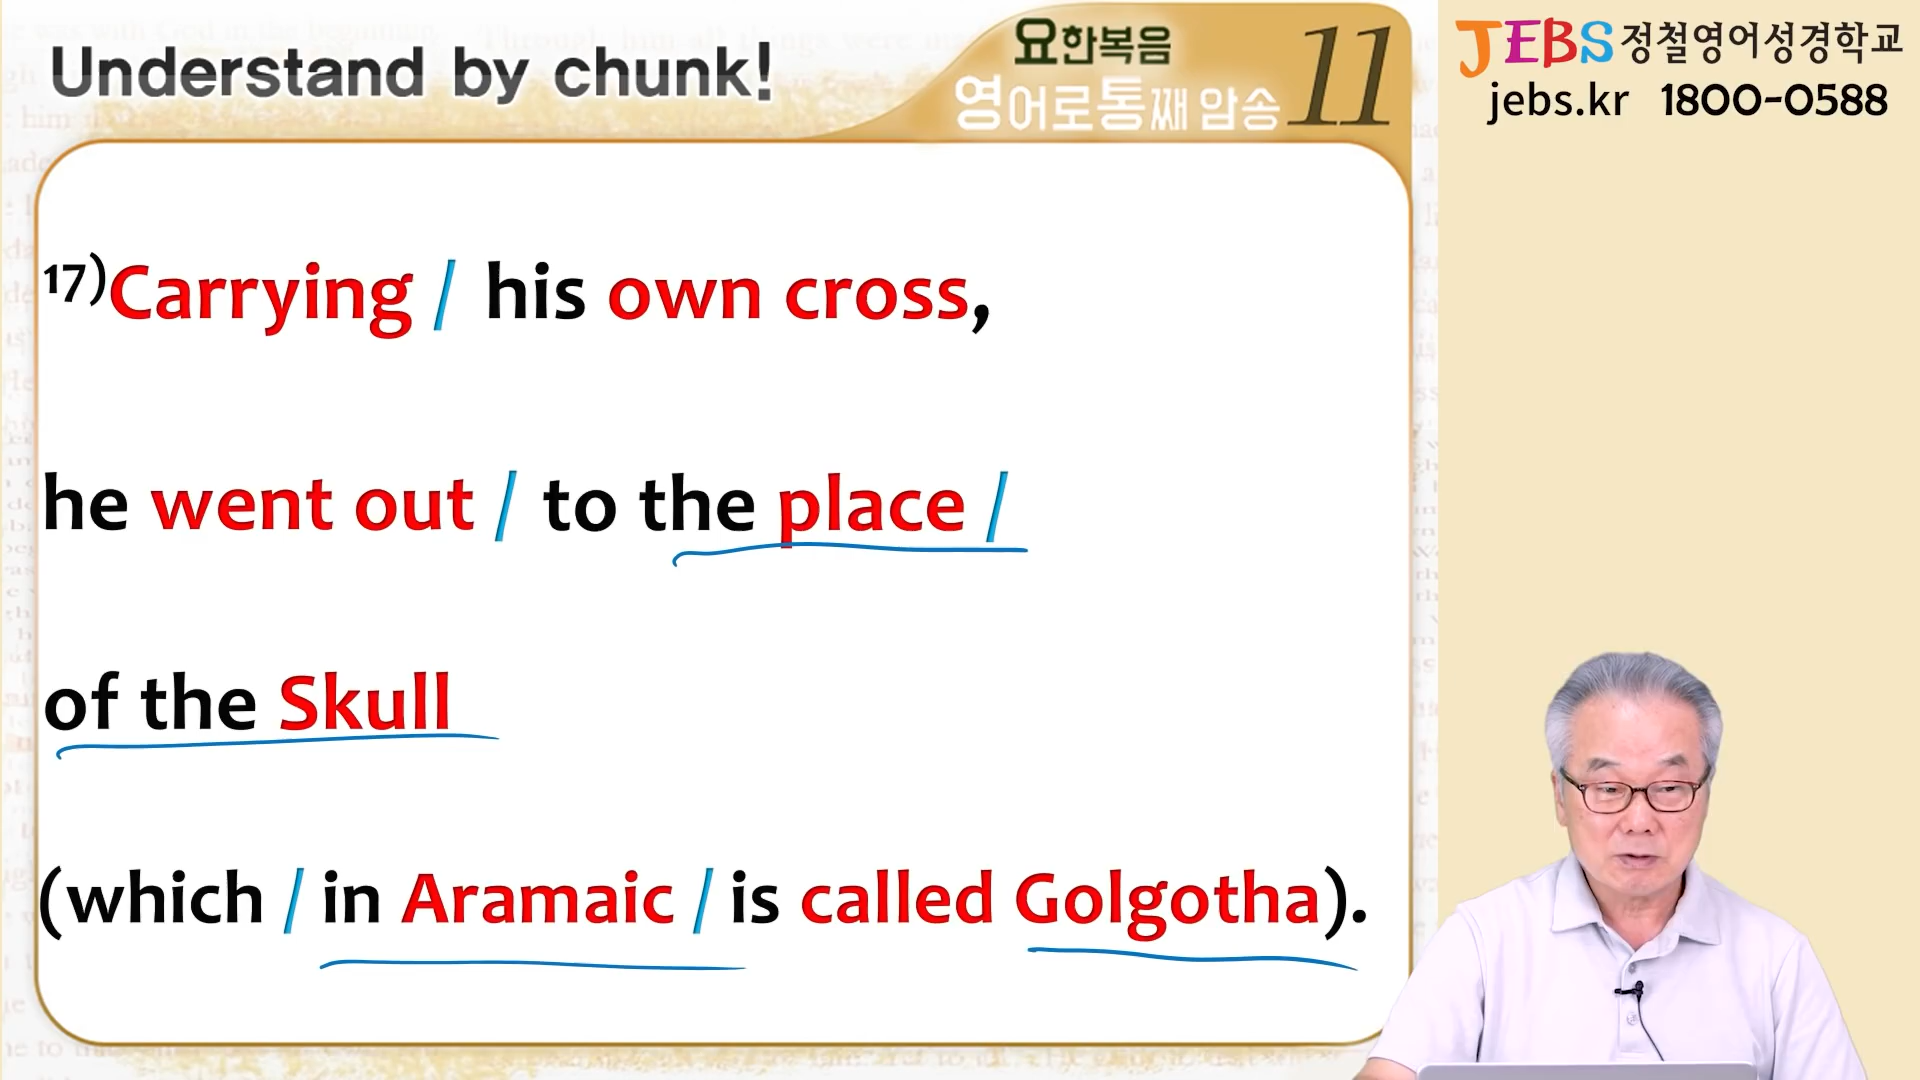 Understand by chunk!
요한복음
영어로통째 암송 11
JEBS 정철영어성경학교
jebs.kr 1800-0588
17)Carrying / his own cross,
he went out / to the place /
of the Skull
(which / in Aramaic / is called Golgotha).